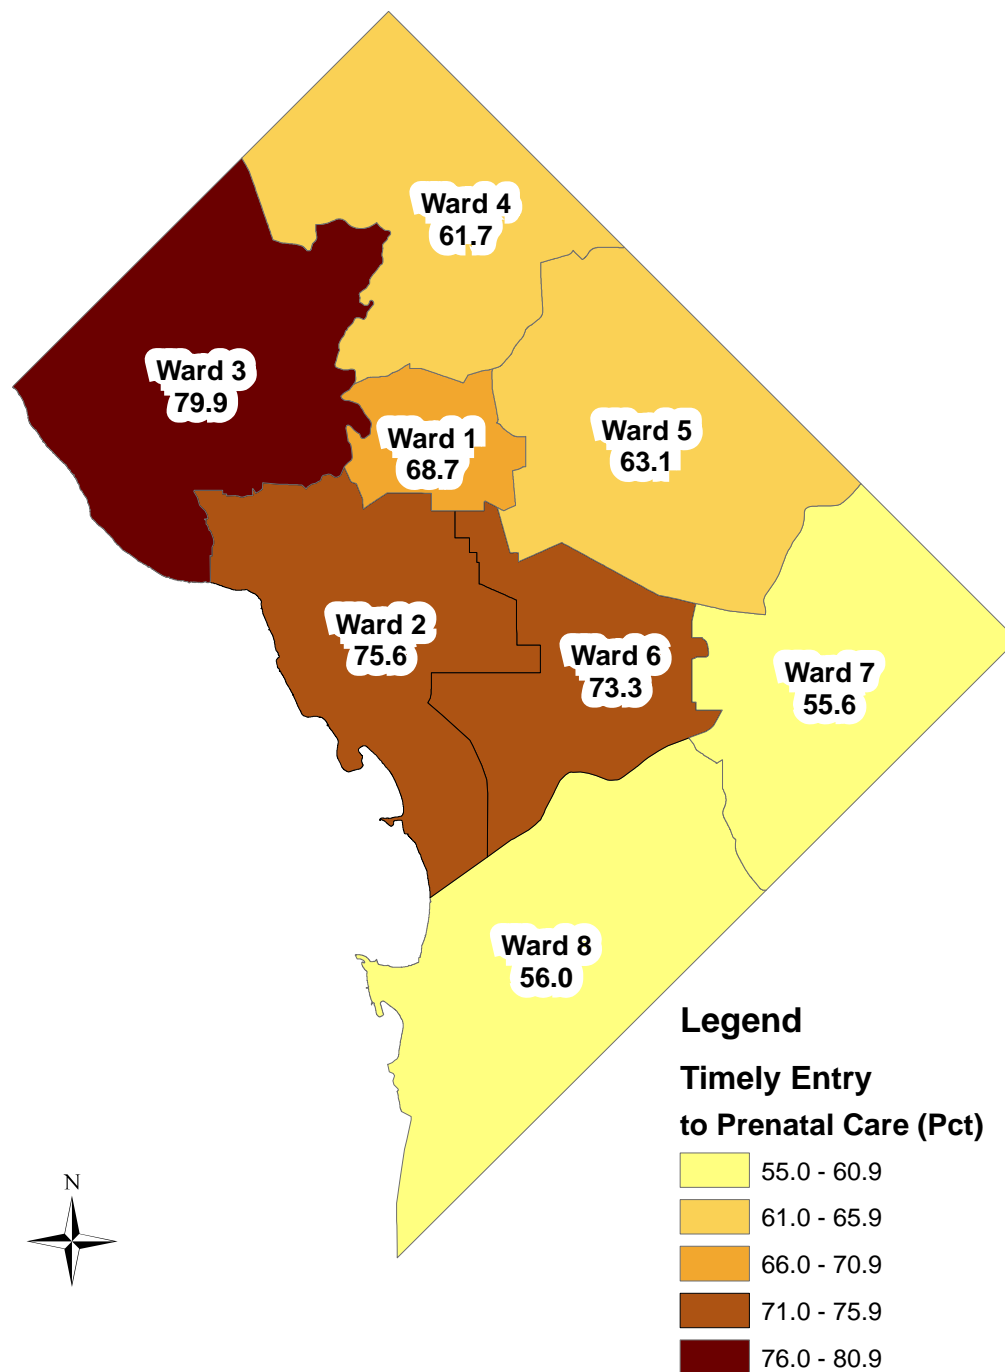 Ward 4
61.7
Ward 3
79.9
Ward 1
68.7
Ward 5
63.1
Ward 2
75.6
Ward 6
73.3
Ward 7
55.6
Ward 8
56.0
Legend
Timely Entry
to Prenatal Care (Pct)
55.0 - 60.9
61.0 - 65.9
66.0 - 70.9
71.0 - 75.9
76.0 - 80.9
N